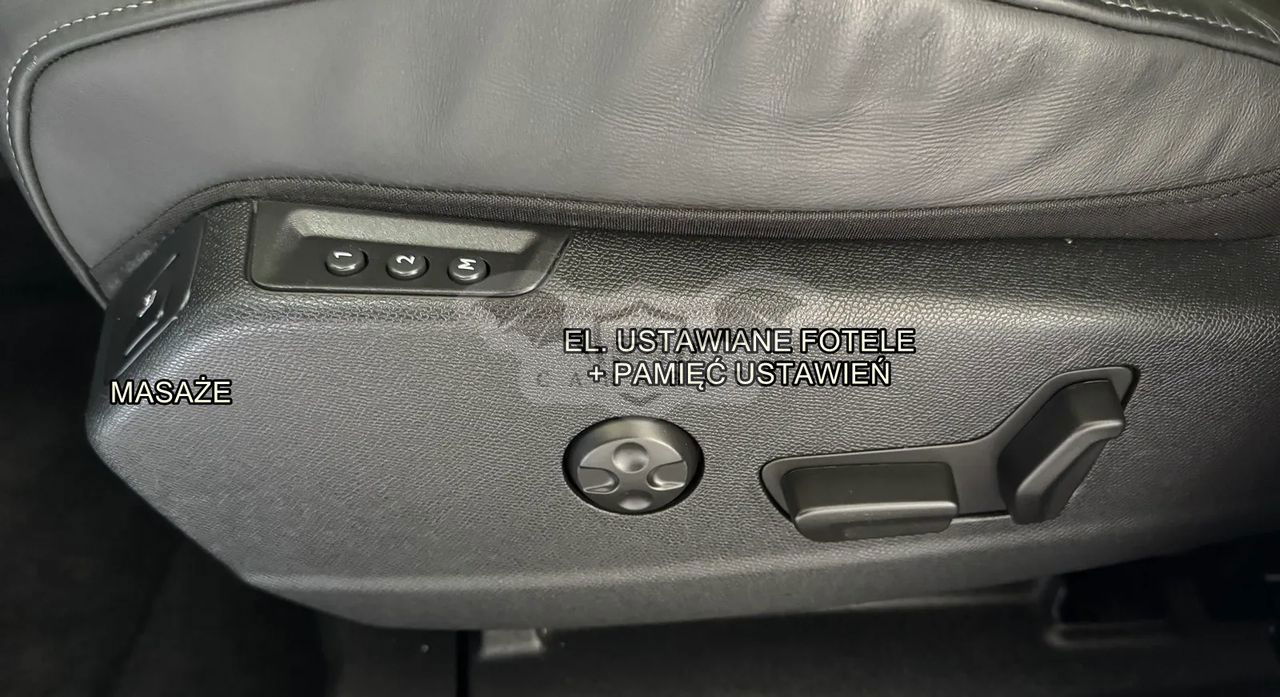 1 2 M
EL. USTAWIANE FOTELE
+ PAMIĘĆ USTAWIEŃ
MASAŻE